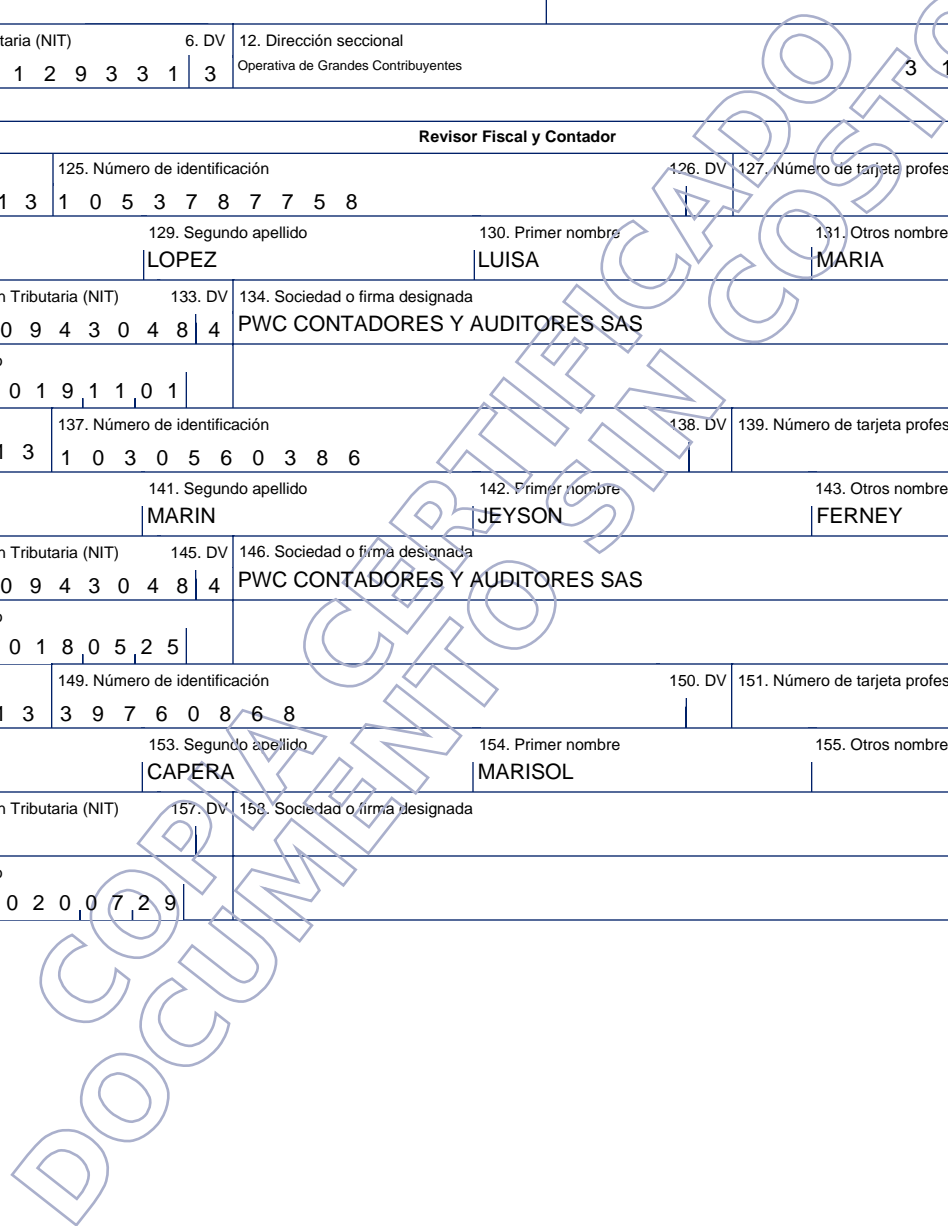 taria (NIT) 6. DV 12. Dirección seccional
1 2 9 3 3 1 3 Operativa de Grandes Contribuyentes 3 1
Revisor Fiscal y Contador
125. Número de identificación 126. DV 127. Número de tarjeta profes
1 3 1 0 5 3 7 8 7 7 5 8
129. Segundo apellido 130. Primer nombre 131. Otros nombre
LOPEZ LUISA MARIA
n Tributaria (NIT) 133. DV 134. Sociedad o firma designada
0 9 4 3 0 4 8 4 PWC CONTADORES Y AUDITORES SAS
o
0 1 9 1 1 0 1
137. Número de identificación 138. DV 139. Número de tarjeta profes
1 3 1 0 3 0 5 6 0 3 8 6
141. Segundo apellido 142. Primer nombre 143. Otros nombre
MARIN JEYSON FERNEY
n Tributaria (NIT) 145. DV 146. Sociedad o firma designada
0 9 4 3 0 4 8 4 PWC CONTADORES Y AUDITORES SAS
o
0 1 8 0 5 2 5
149. Número de identificación 150. DV 151. Número de tarjeta profes
1 3 3 9 7 6 0 8 6 8
153. Segundo apellido 154. Primer nombre 155. Otros nombre
CAPERA MARISOL
n Tributaria (NIT) 157. DV 158. Sociedad o firma designada
o
0 2 0 0 7 2 9
COPIA CERTIFICADO
DOCUMENTO SIN COSTO